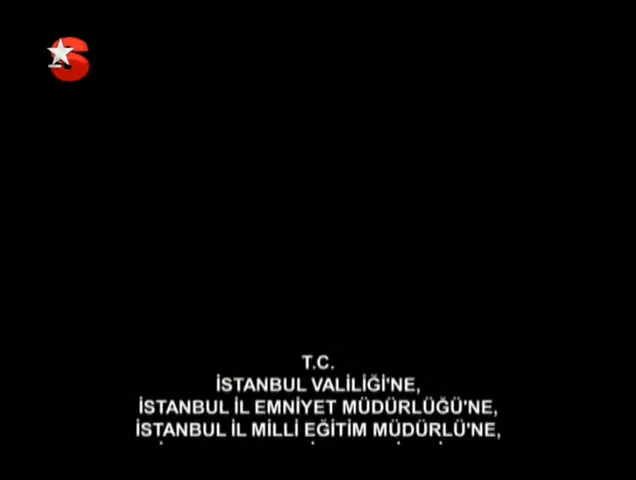 T.C.
İSTANBUL VALİLİĞİ'NE,
İSTANBUL İL EMNİYET MÜDÜRLÜĞÜ'NE,
İSTANBUL İL MİLLİ EĞİTİM MÜDÜRLÜ'NE,